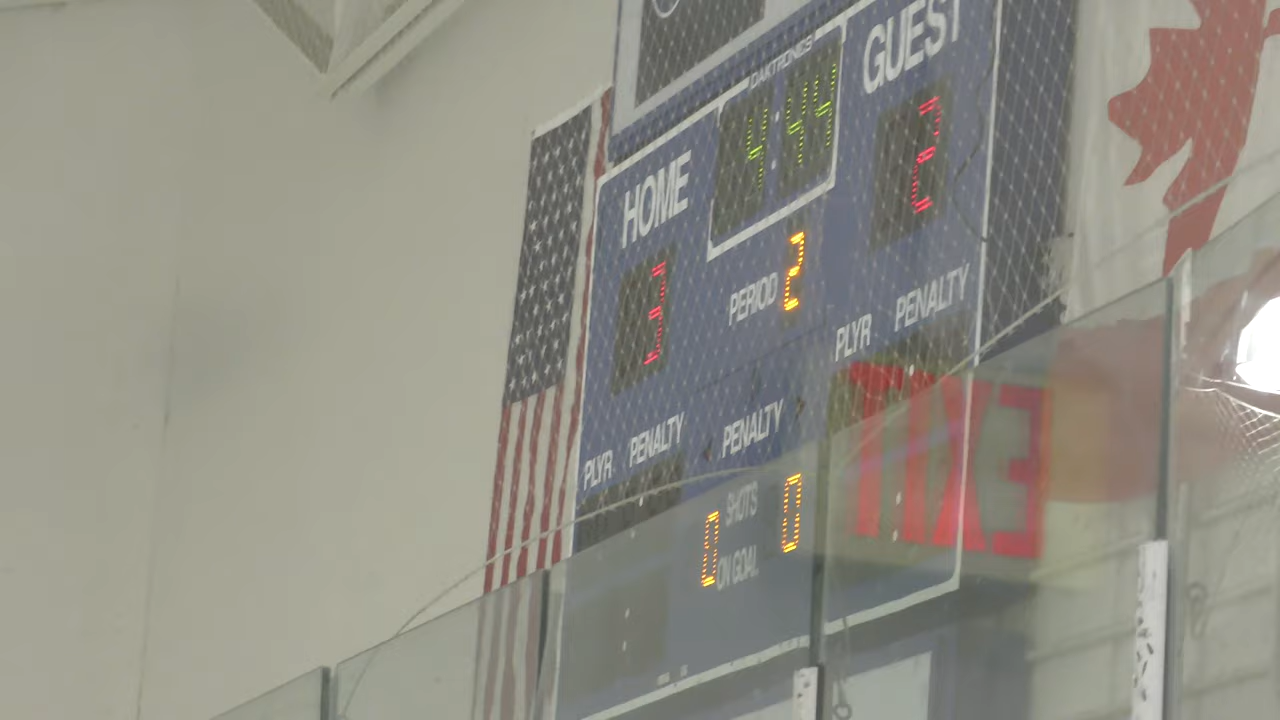 DAKTRONICS
HOME 4:44 GUEST
3 PERIOD 2 2
PLYR PENALTY
PLYR PENALTY PENALTY
SHOTS
0 0
ON GOAL
EXIT